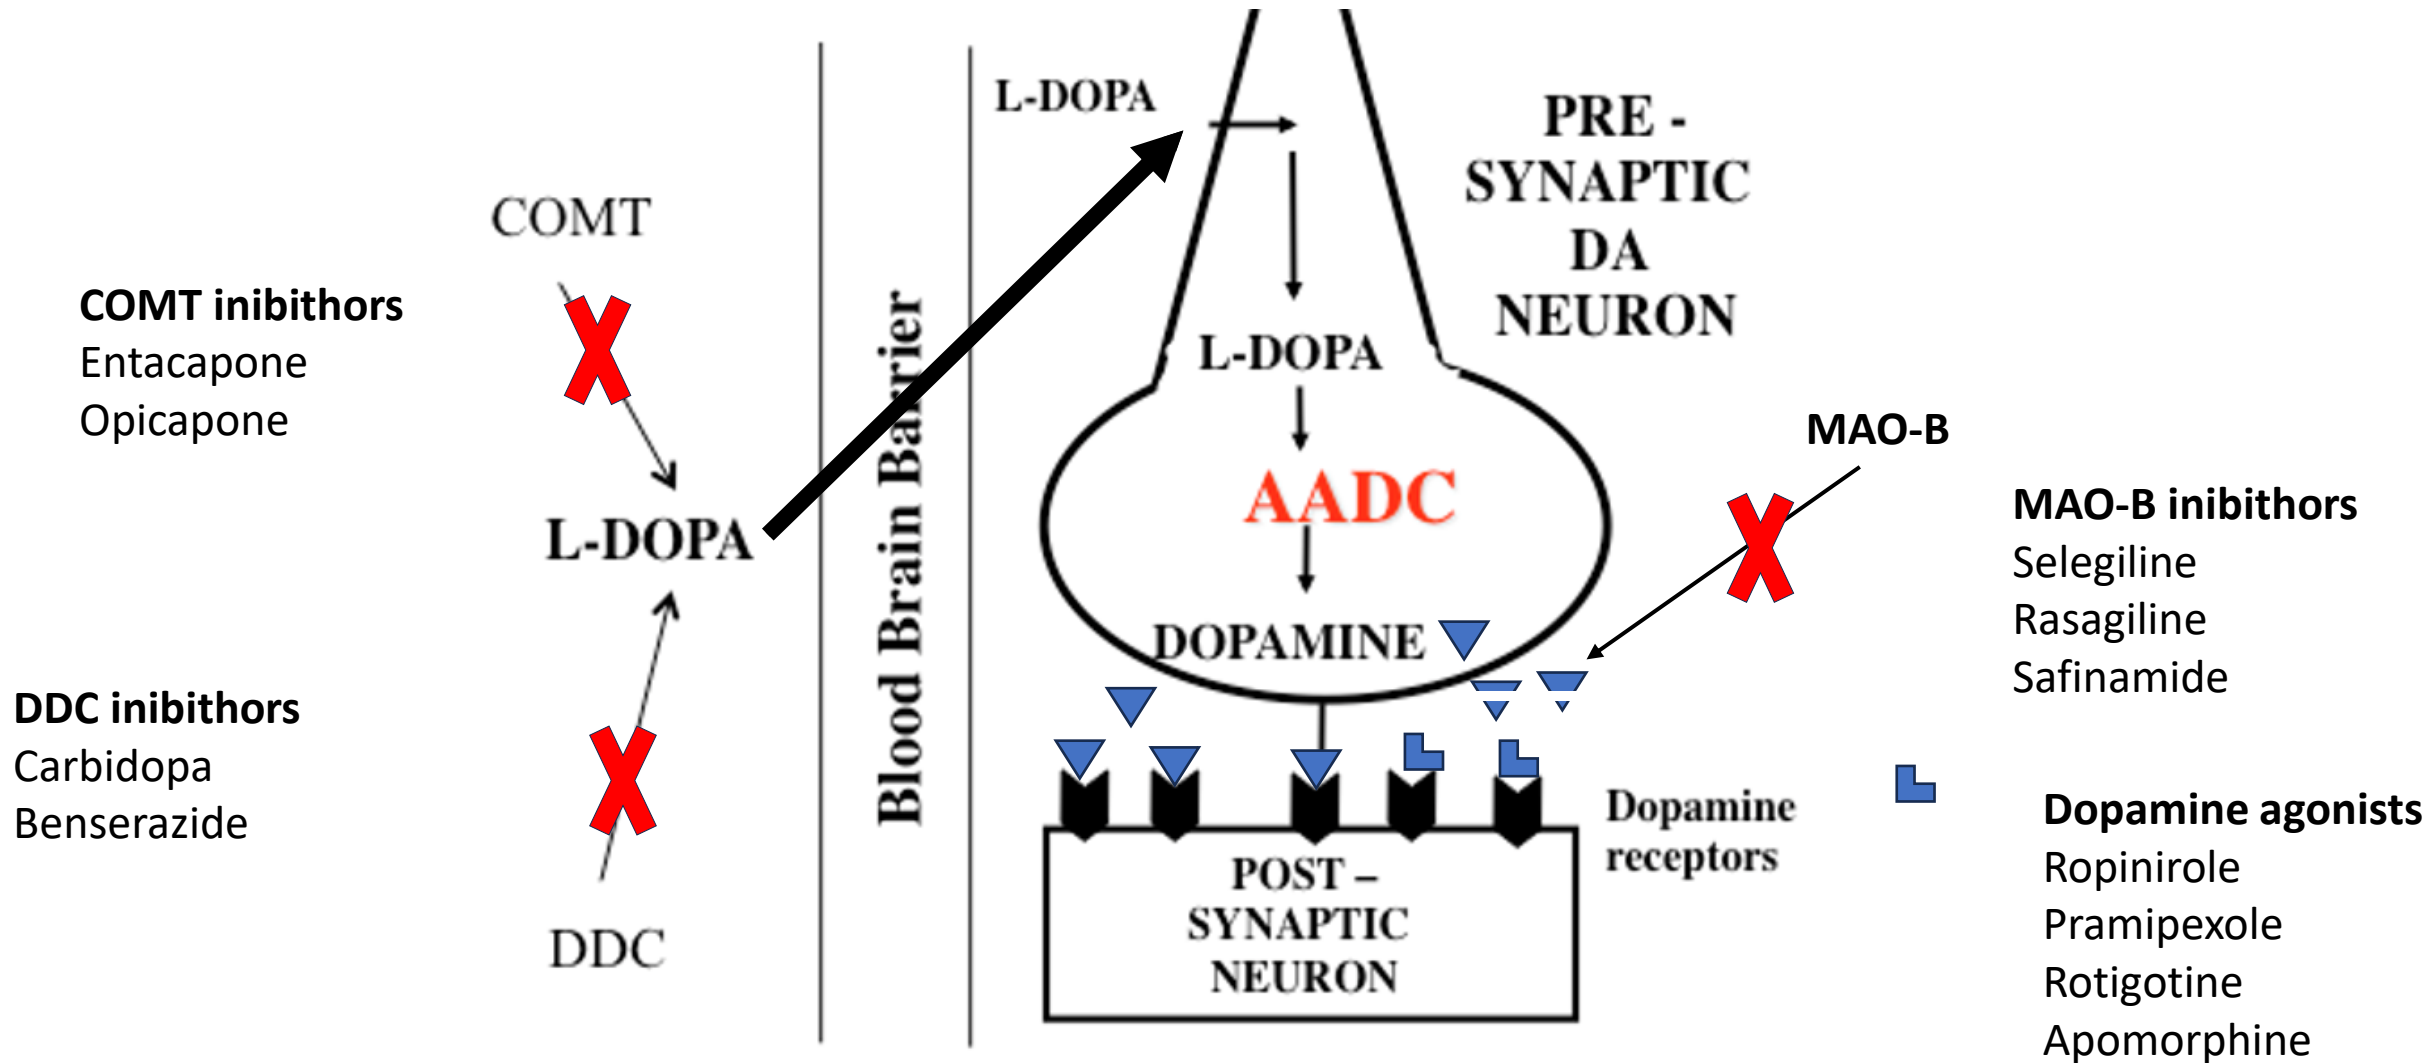 COMT
COMT inibithors
Entacapone
Opicapone
L-DOPA
DDC inibithors
Carbidopa
Benserazide
DDC
Blood Brain Barrier
L-DOPA
PRE -
SYNAPTIC
DA
NEURON
L-DOPA
AADC
DOPAMINE
MAO-B
MAO-B inibithors
Selegiline
Rasagiline
Safinamide
Dopamine
receptors
POST –
SYNAPTIC
NEURON
Dopamine agonists
Ropinirole
Pramipexole
Rotigotine
Apomorphine